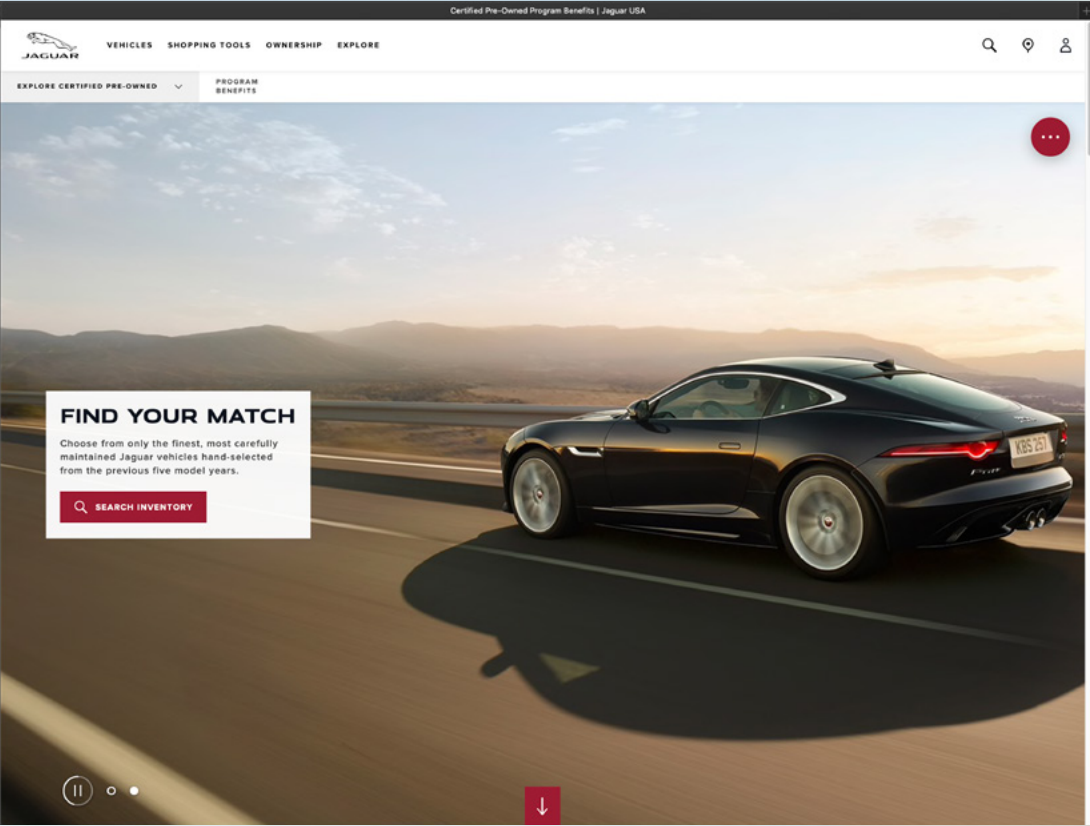 Certified Pre-Owned Program Benefits | Jaguar USA
JAGUAR
VEHICLES SHOPPING TOOLS OWNERSHIP EXPLORE
EXPLORE CERTIFIED PRE-OWNED
PROGRAM
BENEFITS
FIND YOUR MATCH
Choose from only the finest, most carefully
maintained Jaguar vehicles hand-selected
from the previous five model years.
SEARCH INVENTORY
KBS 257